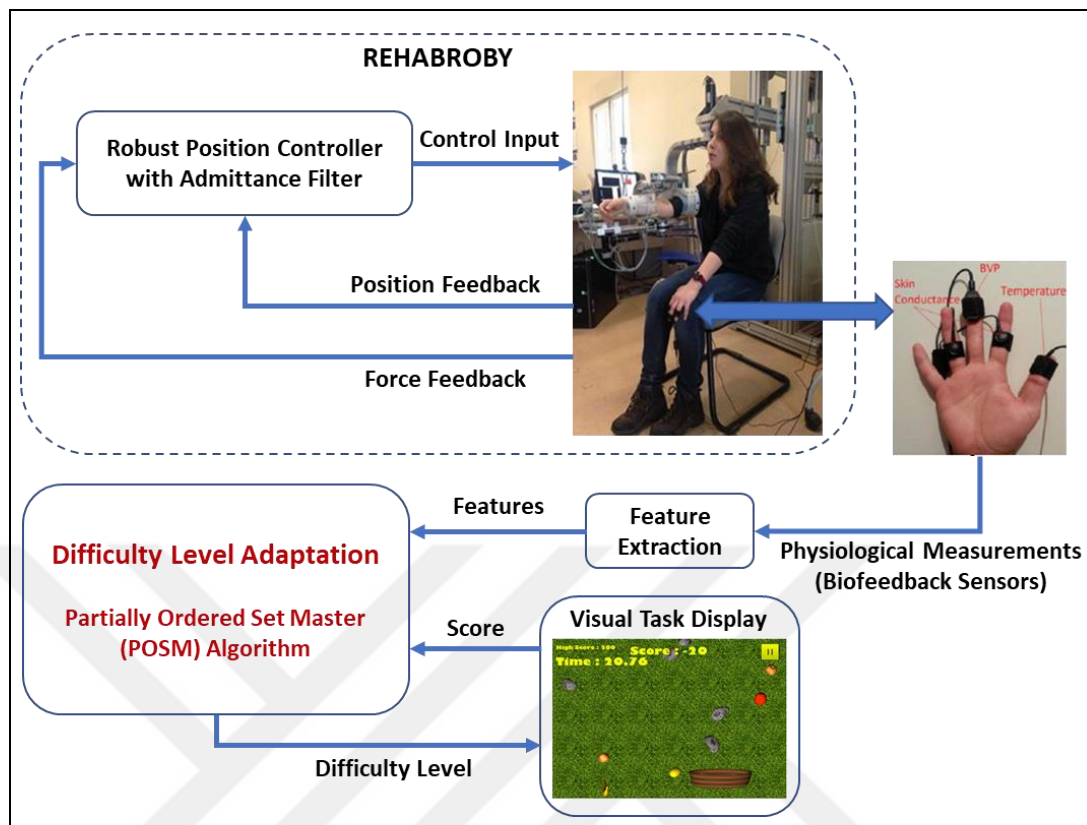 REHABROBY
Robust Position Controller
with Admittance Filter
Control Input
Position Feedback
Force Feedback
BVP
Skin
Conductance
Temperature
Features
Feature
Extraction
Physiological Measurements
(Biofeedback Sensors)
Difficulty Level Adaptation
Partially Ordered Set Master
(POSM) Algorithm
Score
Visual Task Display
High Score : 500
Score : -20
Time : 20.76
Difficulty Level